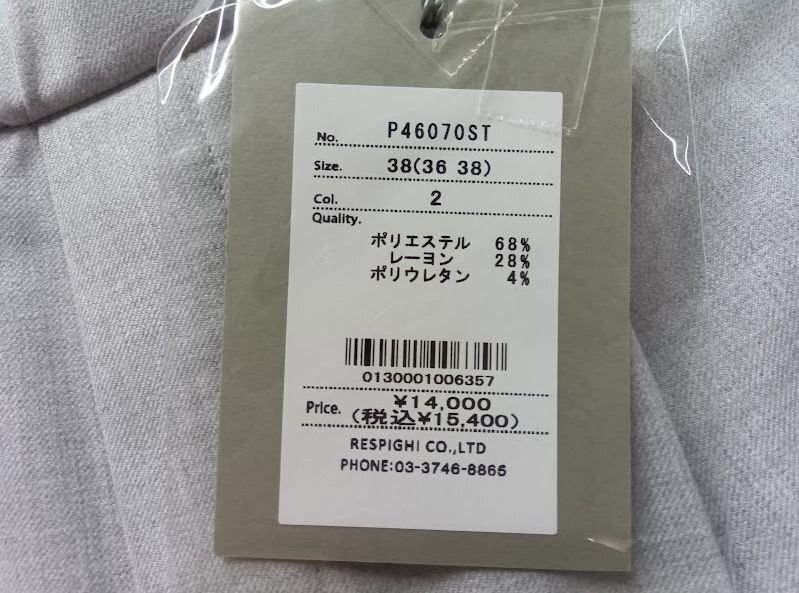 No. P46070ST
Size. 38(36 38)
Col. 2
Quality.
ポリエステル 68%
レーヨン 28%
ポリウレタン 4%
0130001006357
¥14,000
Price. (税込¥15,400)
RESPIGHI CO.,LTD
PHONE:03-3746-8865